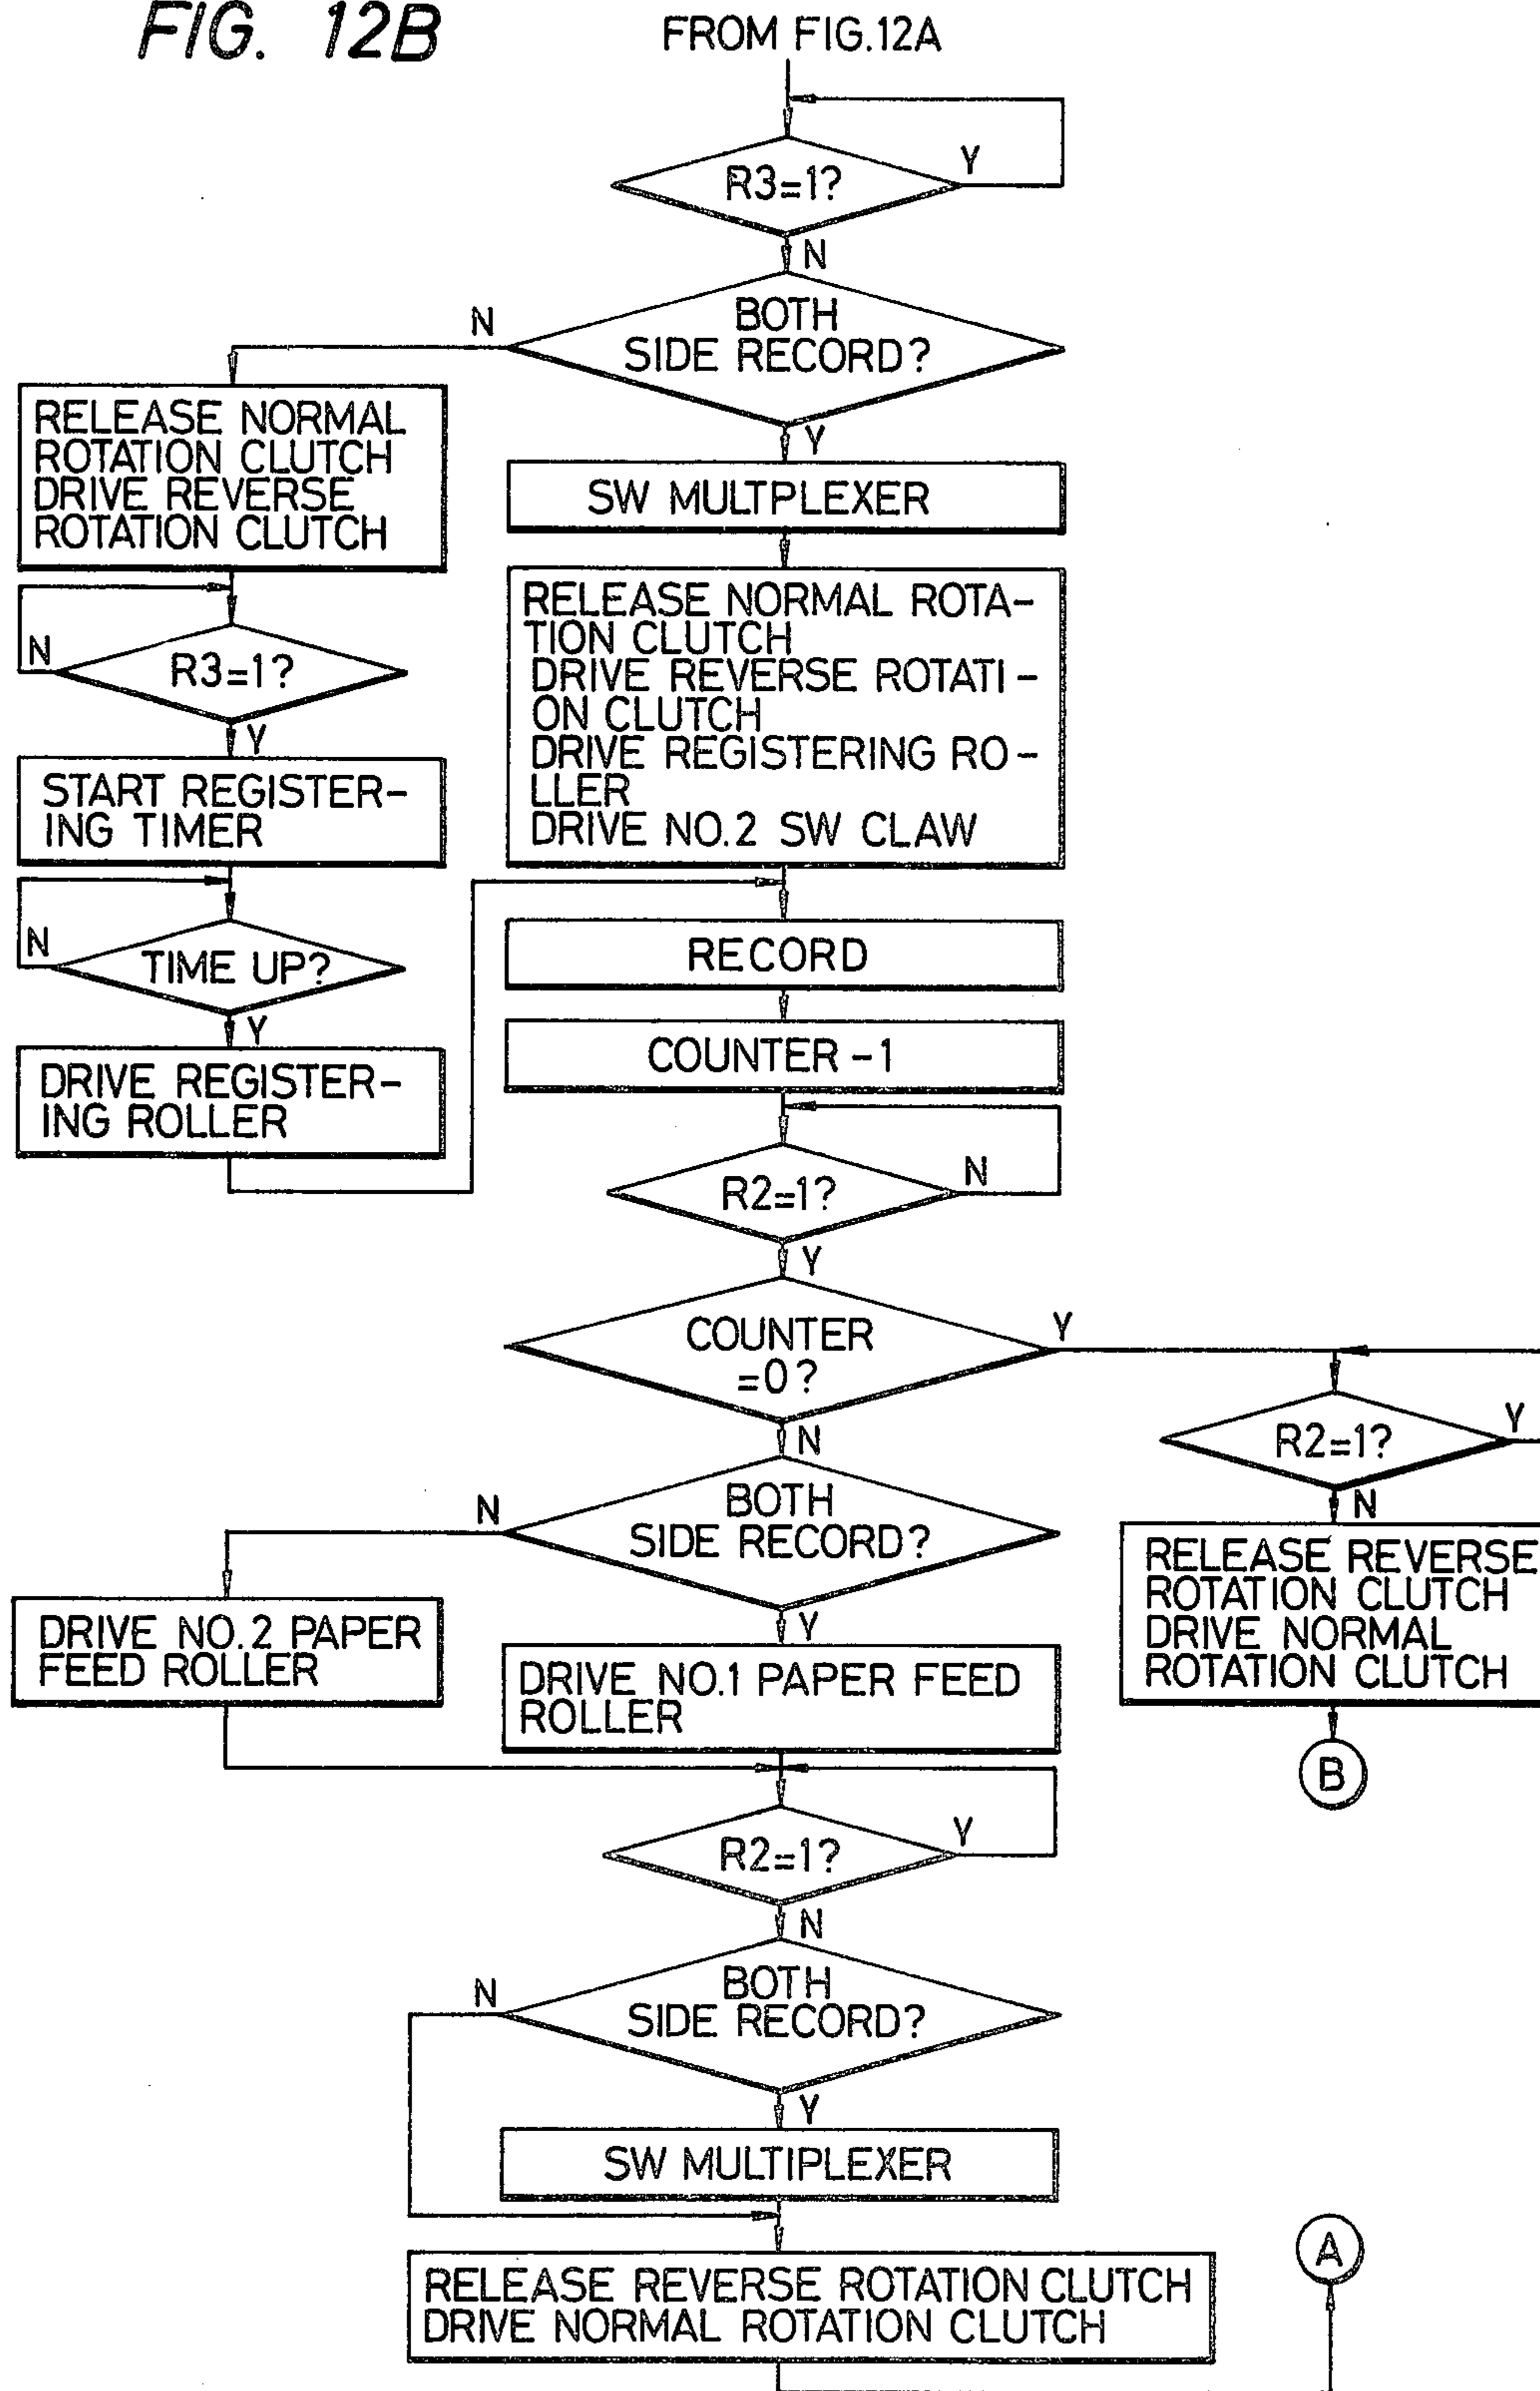 FIG. 12B
FROM FIG.12A
R3=1?
Y
N
BOTH
SIDE RECORD?
N
Y
RELEASE NORMAL
ROTATION CLUTCH
DRIVE REVERSE
ROTATION CLUTCH
R3=1?
N
Y
START REGISTER-
ING TIMER
TIME UP?
N
Y
DRIVE REGISTER-
ING ROLLER
SW MULTPLEXER
RELEASE NORMAL ROTA-
TION CLUTCH
DRIVE REVERSE ROTATI-
ON CLUTCH
DRIVE REGISTERING RO-
LLER
DRIVE NO.2 SW CLAW
RECORD
COUNTER -1
R2=1?
N
Y
COUNTER
=0?
Y
N
R2=1?
Y
N
RELEASE REVERSE
ROTATION CLUTCH
DRIVE NORMAL
ROTATION CLUTCH
B
BOTH
SIDE RECORD?
N
Y
DRIVE NO.2 PAPER
FEED ROLLER
DRIVE NO.1 PAPER FEED
ROLLER
R2=1?
Y
N
BOTH
SIDE RECORD?
N
Y
SW MULTIPLEXER
RELEASE REVERSE ROTATION CLUTCH
DRIVE NORMAL ROTATION CLUTCH
A